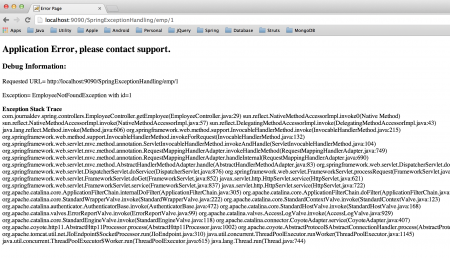 Error Page
localhost:9090/SpringExceptionHandling/emp/1
Apple Android Utility Personal jQuery Spring Database Struts MongoDB
Application Error, please contact support.
Debug Information:
Requested URL= http://localhost:9090/SpringExceptionHandling/emp/1
Exception= EmployeeNotFoundException with id=1
Exception Stack Trace
com.journaldev.spring.controllers.EmployeeController.getEmployee(EmployeeController.java:29) sun.reflect.NativeMethodAccessorImpl.invoke0(Native Method)
sun.reflect.NativeMethodAccessorImpl.invoke(NativeMethodAccessorImpl.java:57) sun.reflect.DelegatingMethodAccessorImpl.invoke(DelegatingMethodAccessorImpl.java:43)
java.lang.reflect.Method.invoke(Method.java:606) org.springframework.web.method.support.InvocableHandlerMethod.invoke(InvocableHandlerMethod.java:215)
org.springframework.web.method.support.InvocableHandlerMethod.invokeForRequest(InvocableHandlerMethod.java:132)
org.springframework.web.servlet.mvc.method.annotation.ServletInvocableHandlerMethod.invokeAndHandle(ServletInvocableHandlerMethod.java:104)
org.springframework.web.servlet.mvc.method.annotation.RequestMappingHandlerAdapter.invokeHandleMethod(RequestMappingHandlerAdapter.java:749)
org.springframework.web.servlet.mvc.method.annotation.RequestMappingHandlerAdapter.handleInternal(RequestMappingHandlerAdapter.java:690)
org.springframework.web.servlet.mvc.method.AbstractHandlerMethodAdapter.handle(AbstractHandlerMethodAdapter.java:83) org.springframework.web.servlet.DispatcherServlet.do
org.springframework.web.servlet.DispatcherServlet.doService(DispatcherServlet.java:876) org.springframework.web.servlet.FrameworkServlet.processRequest(FrameworkServlet.java
org.springframework.web.servlet.FrameworkServlet.doGet(FrameworkServlet.java:852) javax.servlet.http.HttpServlet.service(HttpServlet.java:621)
org.springframework.web.servlet.FrameworkServlet.service(FrameworkServlet.java:837) javax.servlet.http.HttpServlet.service(HttpServlet.java:722)
org.apache.catalina.core.ApplicationFilterChain.internalDoFilter(ApplicationFilterChain.java:305) org.apache.catalina.core.ApplicationFilterChain.doFilter(ApplicationFilterChain.java
org.apache.catalina.core.StandardWrapperValve.invoke(StandardWrapperValve.java:222) org.apache.catalina.core.StandardContextValve.invoke(StandardContextValve.java:123)
org.apache.catalina.authenticator.AuthenticatorBase.invoke(AuthenticatorBase.java:472) org.apache.catalina.core.StandardHostValve.invoke(StandardHostValve.java:168)
org.apache.catalina.valves.ErrorReportValve.invoke(ErrorReportValve.java:99) org.apache.catalina.valves.AccessLogValve.invoke(AccessLogValve.java:929)
org.apache.catalina.core.StandardEngineValve.invoke(StandardEngineValve.java:118) org.apache.catalina.connector.CoyoteAdapter.service(CoyoteAdapter.java:407)
org.apache.coyote.http11.AbstractHttp11Processor.process(AbstractHttp11Processor.java:1002) org.apache.coyote.AbstractProtocol$AbstractConnectionHandler.process(AbstractProtoc
org.apache.tomcat.util.net.JIoEndpoint$SocketProcessor.run(JIoEndpoint.java:310) java.util.concurrent.ThreadPoolExecutor.runWorker(ThreadPoolExecutor.java:1145)
java.util.concurrent.ThreadPoolExecutor$Worker.run(ThreadPoolExecutor.java:615) java.lang.Thread.run(Thread.java:744)